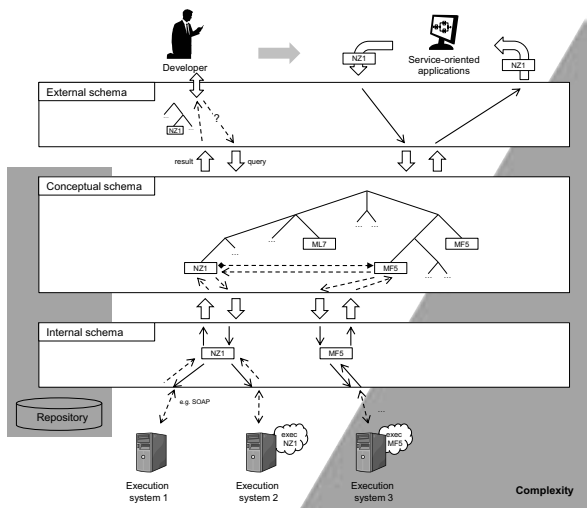 NZ1
NZ1
Developer
Service-oriented
applications
External schema
...
?
...
NZ1
result
query
Conceptual schema
...
...
...
...
ML7
MF5
NZ1
MF5
...
...
Internal schema
NZ1
MF5
e.g. SOAP
...
Repository
exec
NZ1
exec
MF5
Execution
system 1
Execution
system 2
Execution
system 3
Complexity